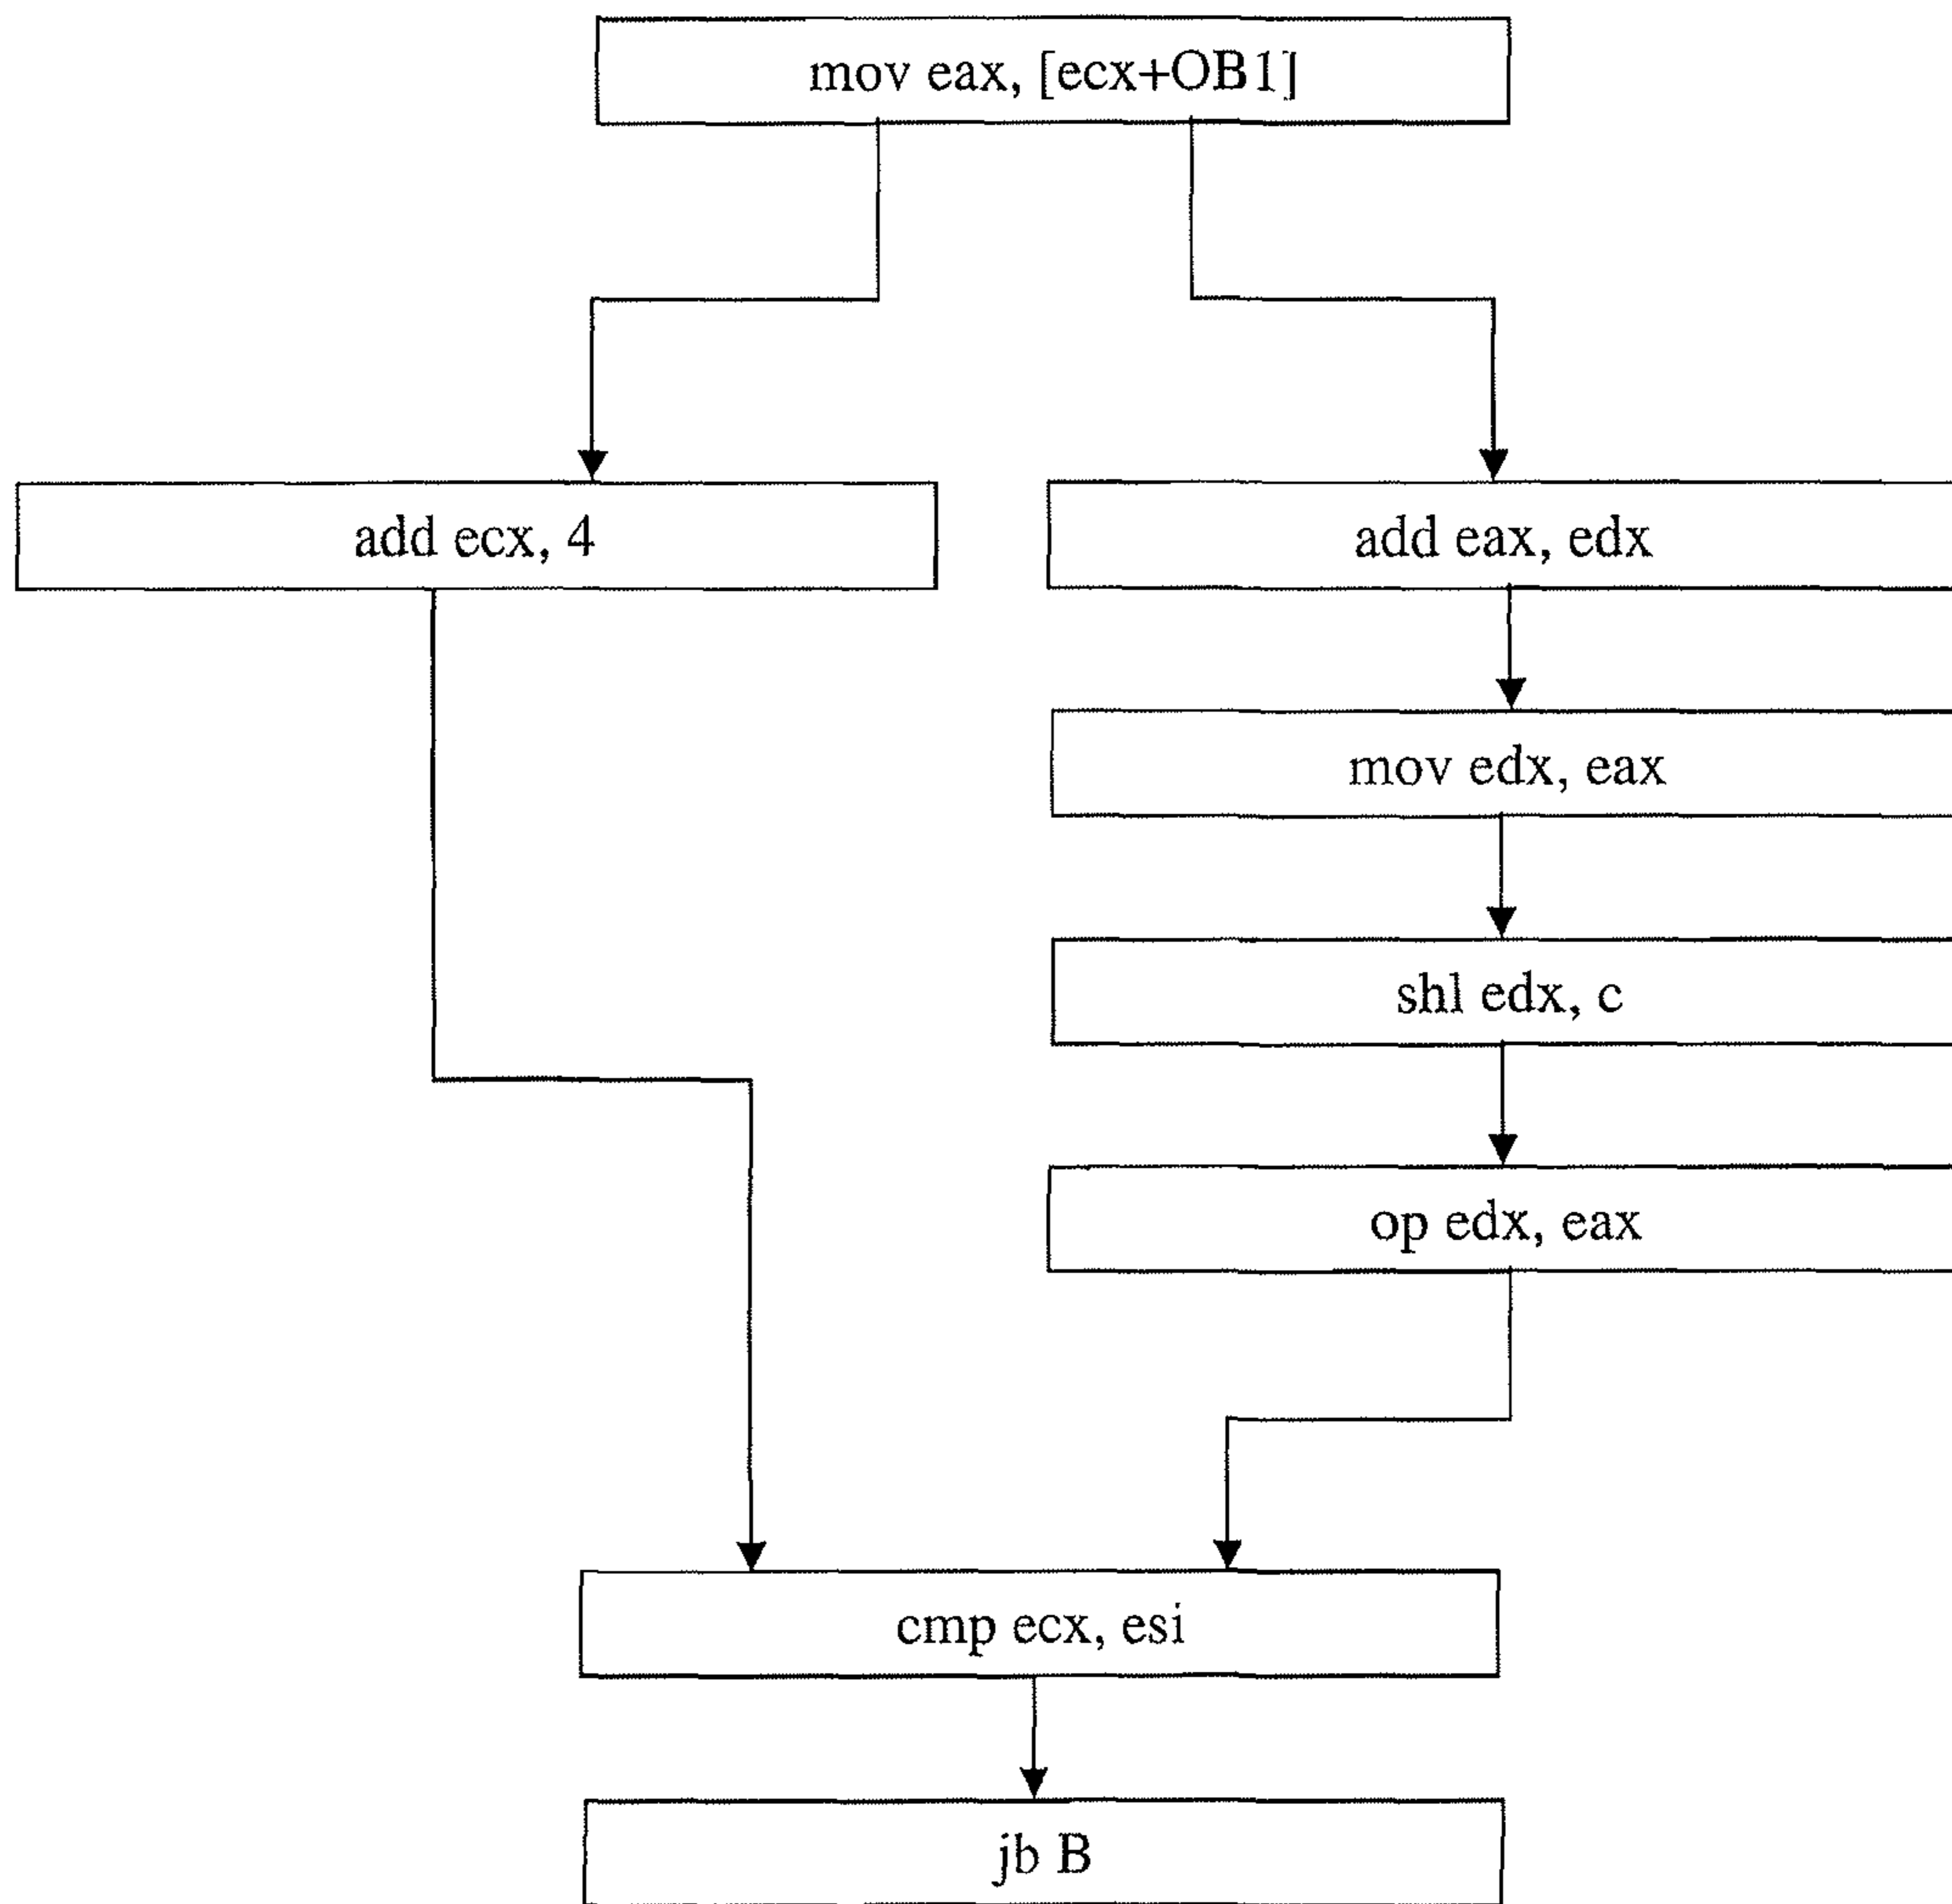 mov eax, [ecx+OB1]
add ecx, 4
add eax, edx
mov edx, eax
shl edx, c
op edx, eax
cmp ecx, esi
jb B